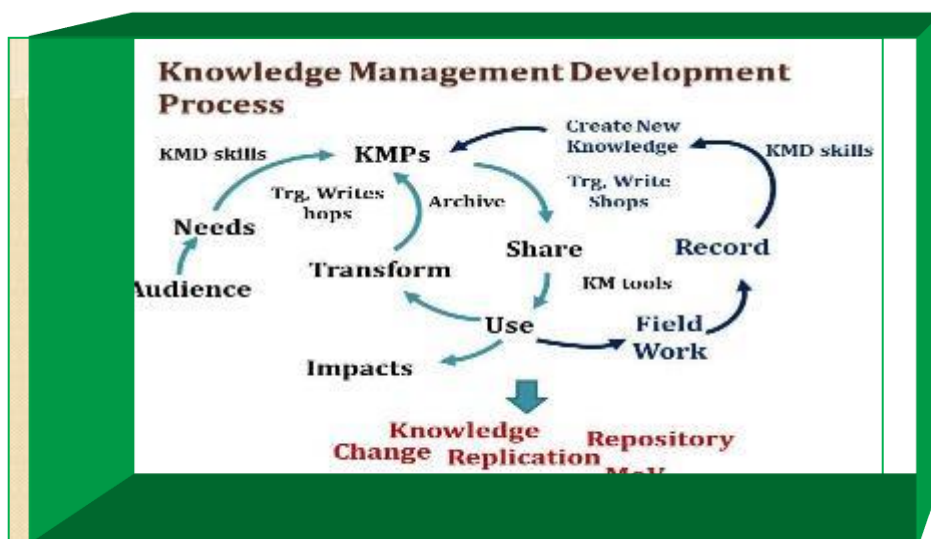 Knowledge Management Development
Process
Create New
Knowledge
KMD skills
KMPs
KMD skills
Trg, Writes
hops
Archive
Trg, Write
Shops
Needs
Share
Record
Audience
Transform
KM tools
Use
Field
Work
Impacts
Knowledge
Change
Replication
Repository